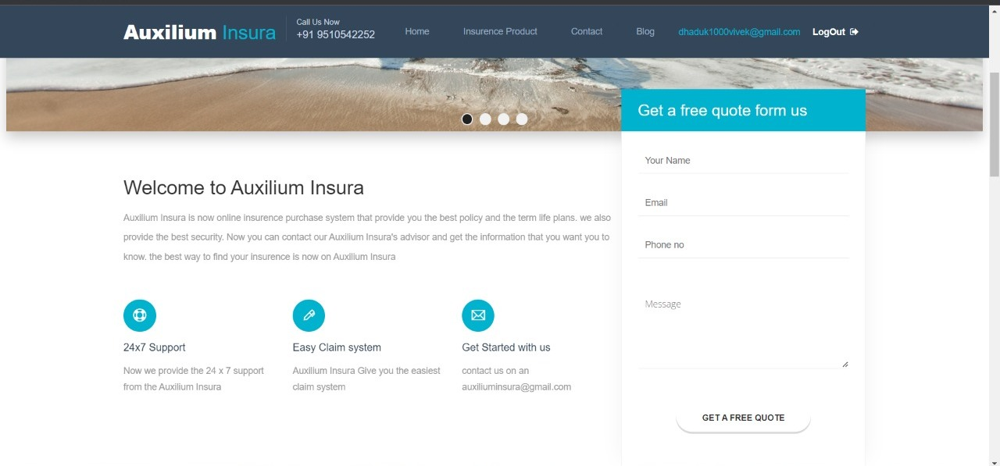 Auxilium Insura
Call Us Now
+91 9510542252
Home
Insurence Product
Contact
Blog
dhaduk1000vivek@gmail.com
LogOut
Get a free quote form us
Your Name
Email
Phone no
Message
GET A FREE QUOTE
Welcome to Auxilium Insura
Auxilium Insura is now online insurence purchase system that provide you the best policy and the term life plans. we also
provide the best security. Now you can contact our Auxilium Insura's advisor and get the information that you want you to
know. the best way to find your insurence is now on Auxilium Insura
24x7 Support
Now we provide the 24 x 7 support
from the Auxilium Insura
Easy Claim system
Auxilium Insura Give you the easiest
claim system
Get Started with us
contact us on an
auxiliuminsura@gmail.com